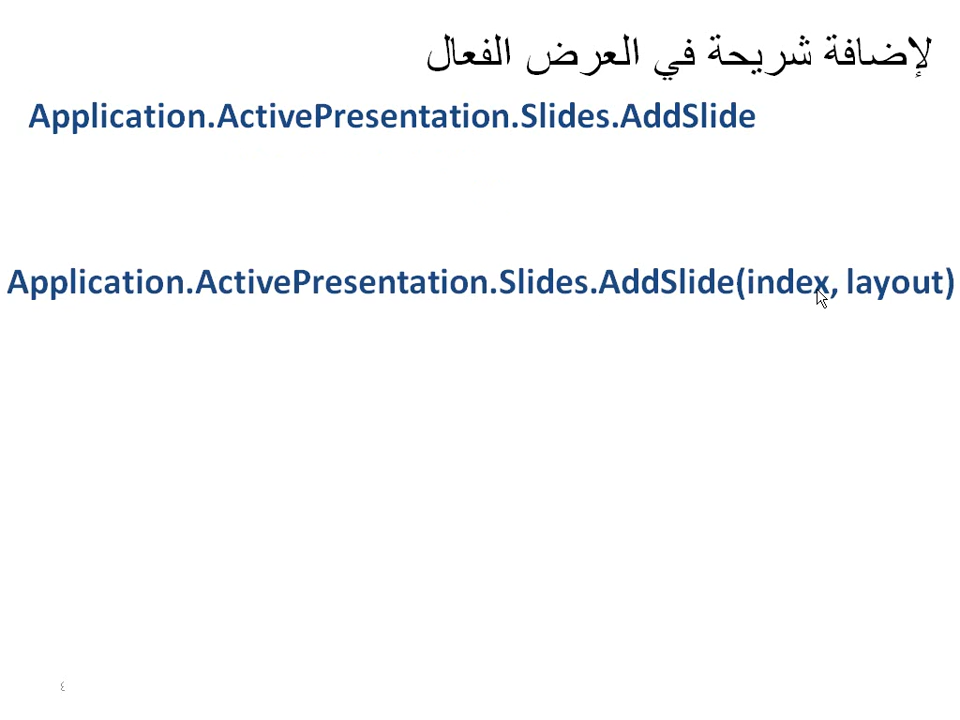 لإضافة شريحة في العرض الفعال
Application.ActivePresentation.Slides.AddSlide
Application.ActivePresentation.Slides.AddSlide(index, layout)
٤